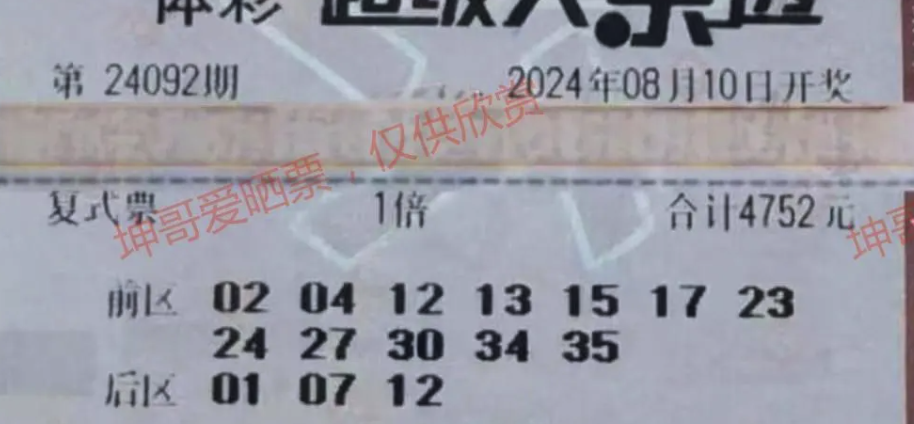 体彩 超级大乐透
第 24092期 2024年08月10日开奖
坤哥爱晒票，仅供欣赏
复式票 1倍 合计4752元
坤哥
前区 02 04 12 13 15 17 23
24 27 30 34 35
后区 01 07 12